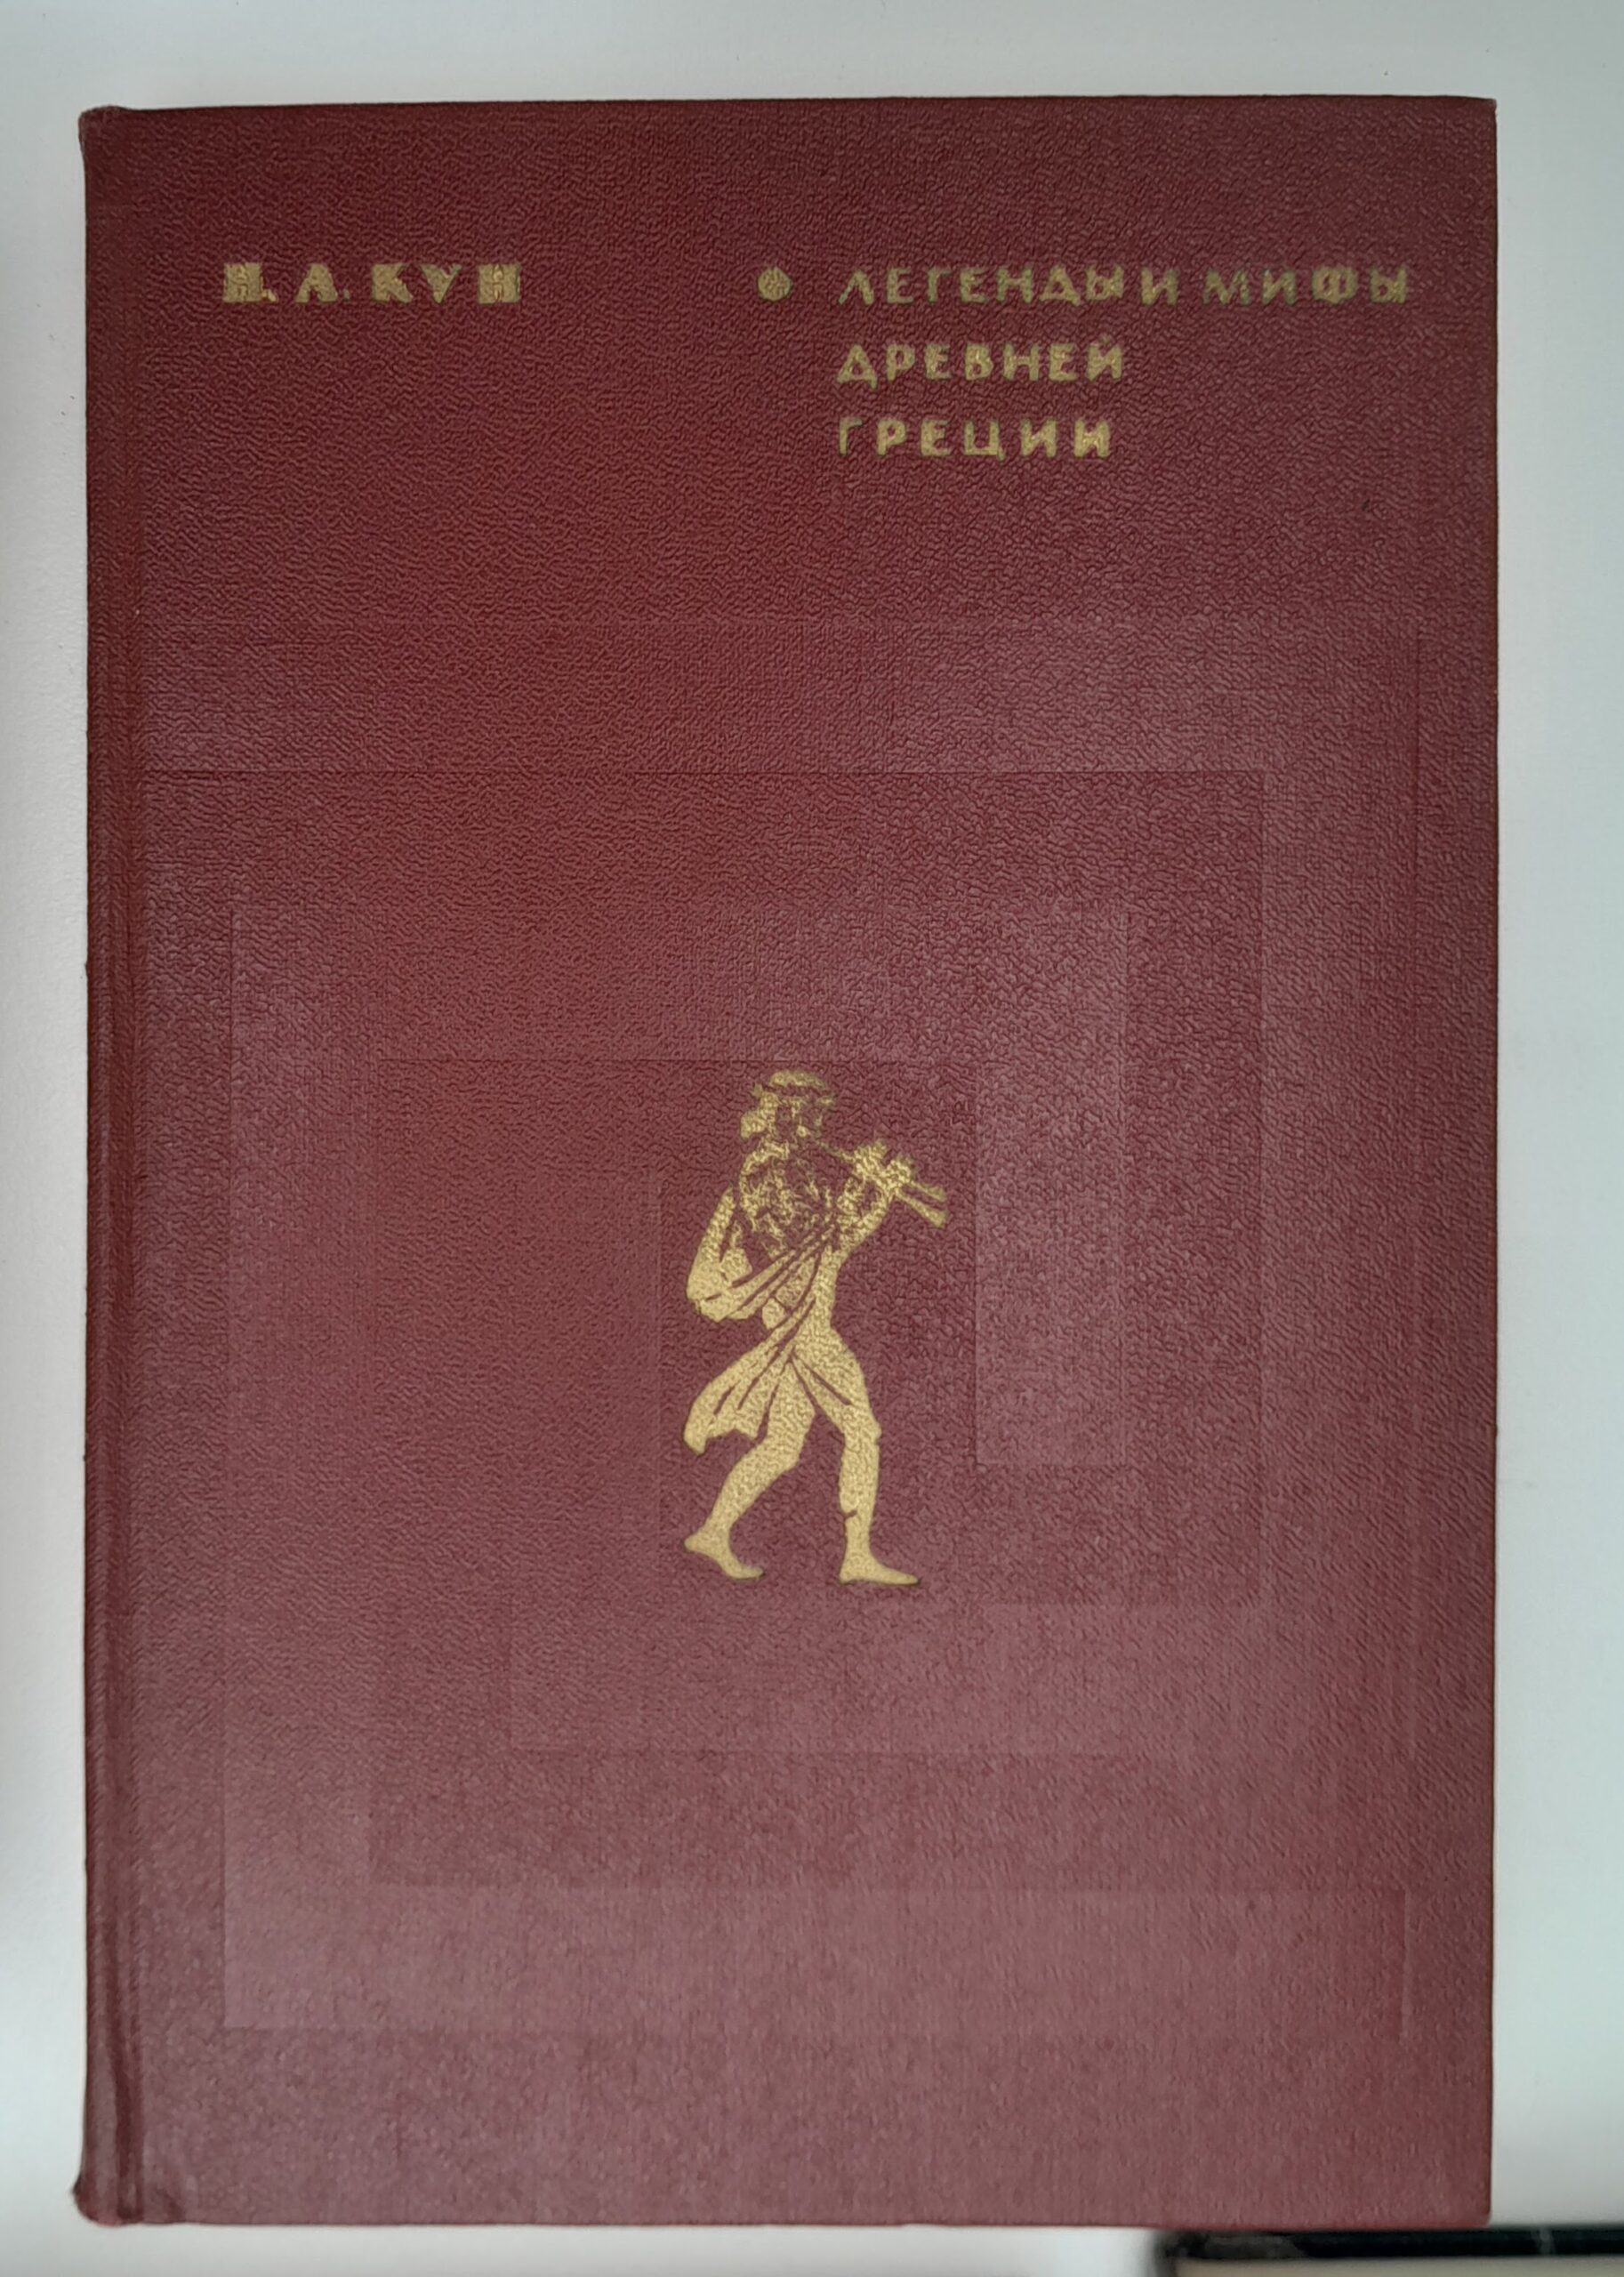 Н. А. КУН
ЛЕГЕНДЫ И МИФЫ
ДРЕВНЕЙ
ГРЕЦИИ